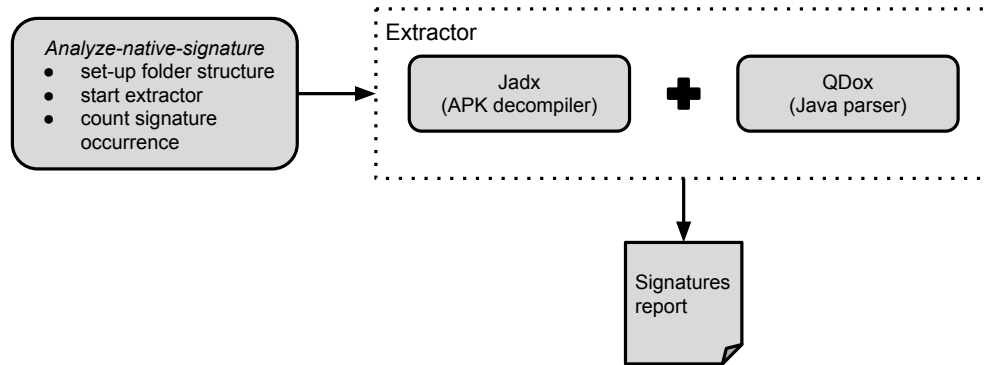 Analyze-native-signature
● set-up folder structure
● start extractor
● count signature
occurrence
Extractor
Jadx
(APK decompiler)
QDox
(Java parser)
Signatures
report